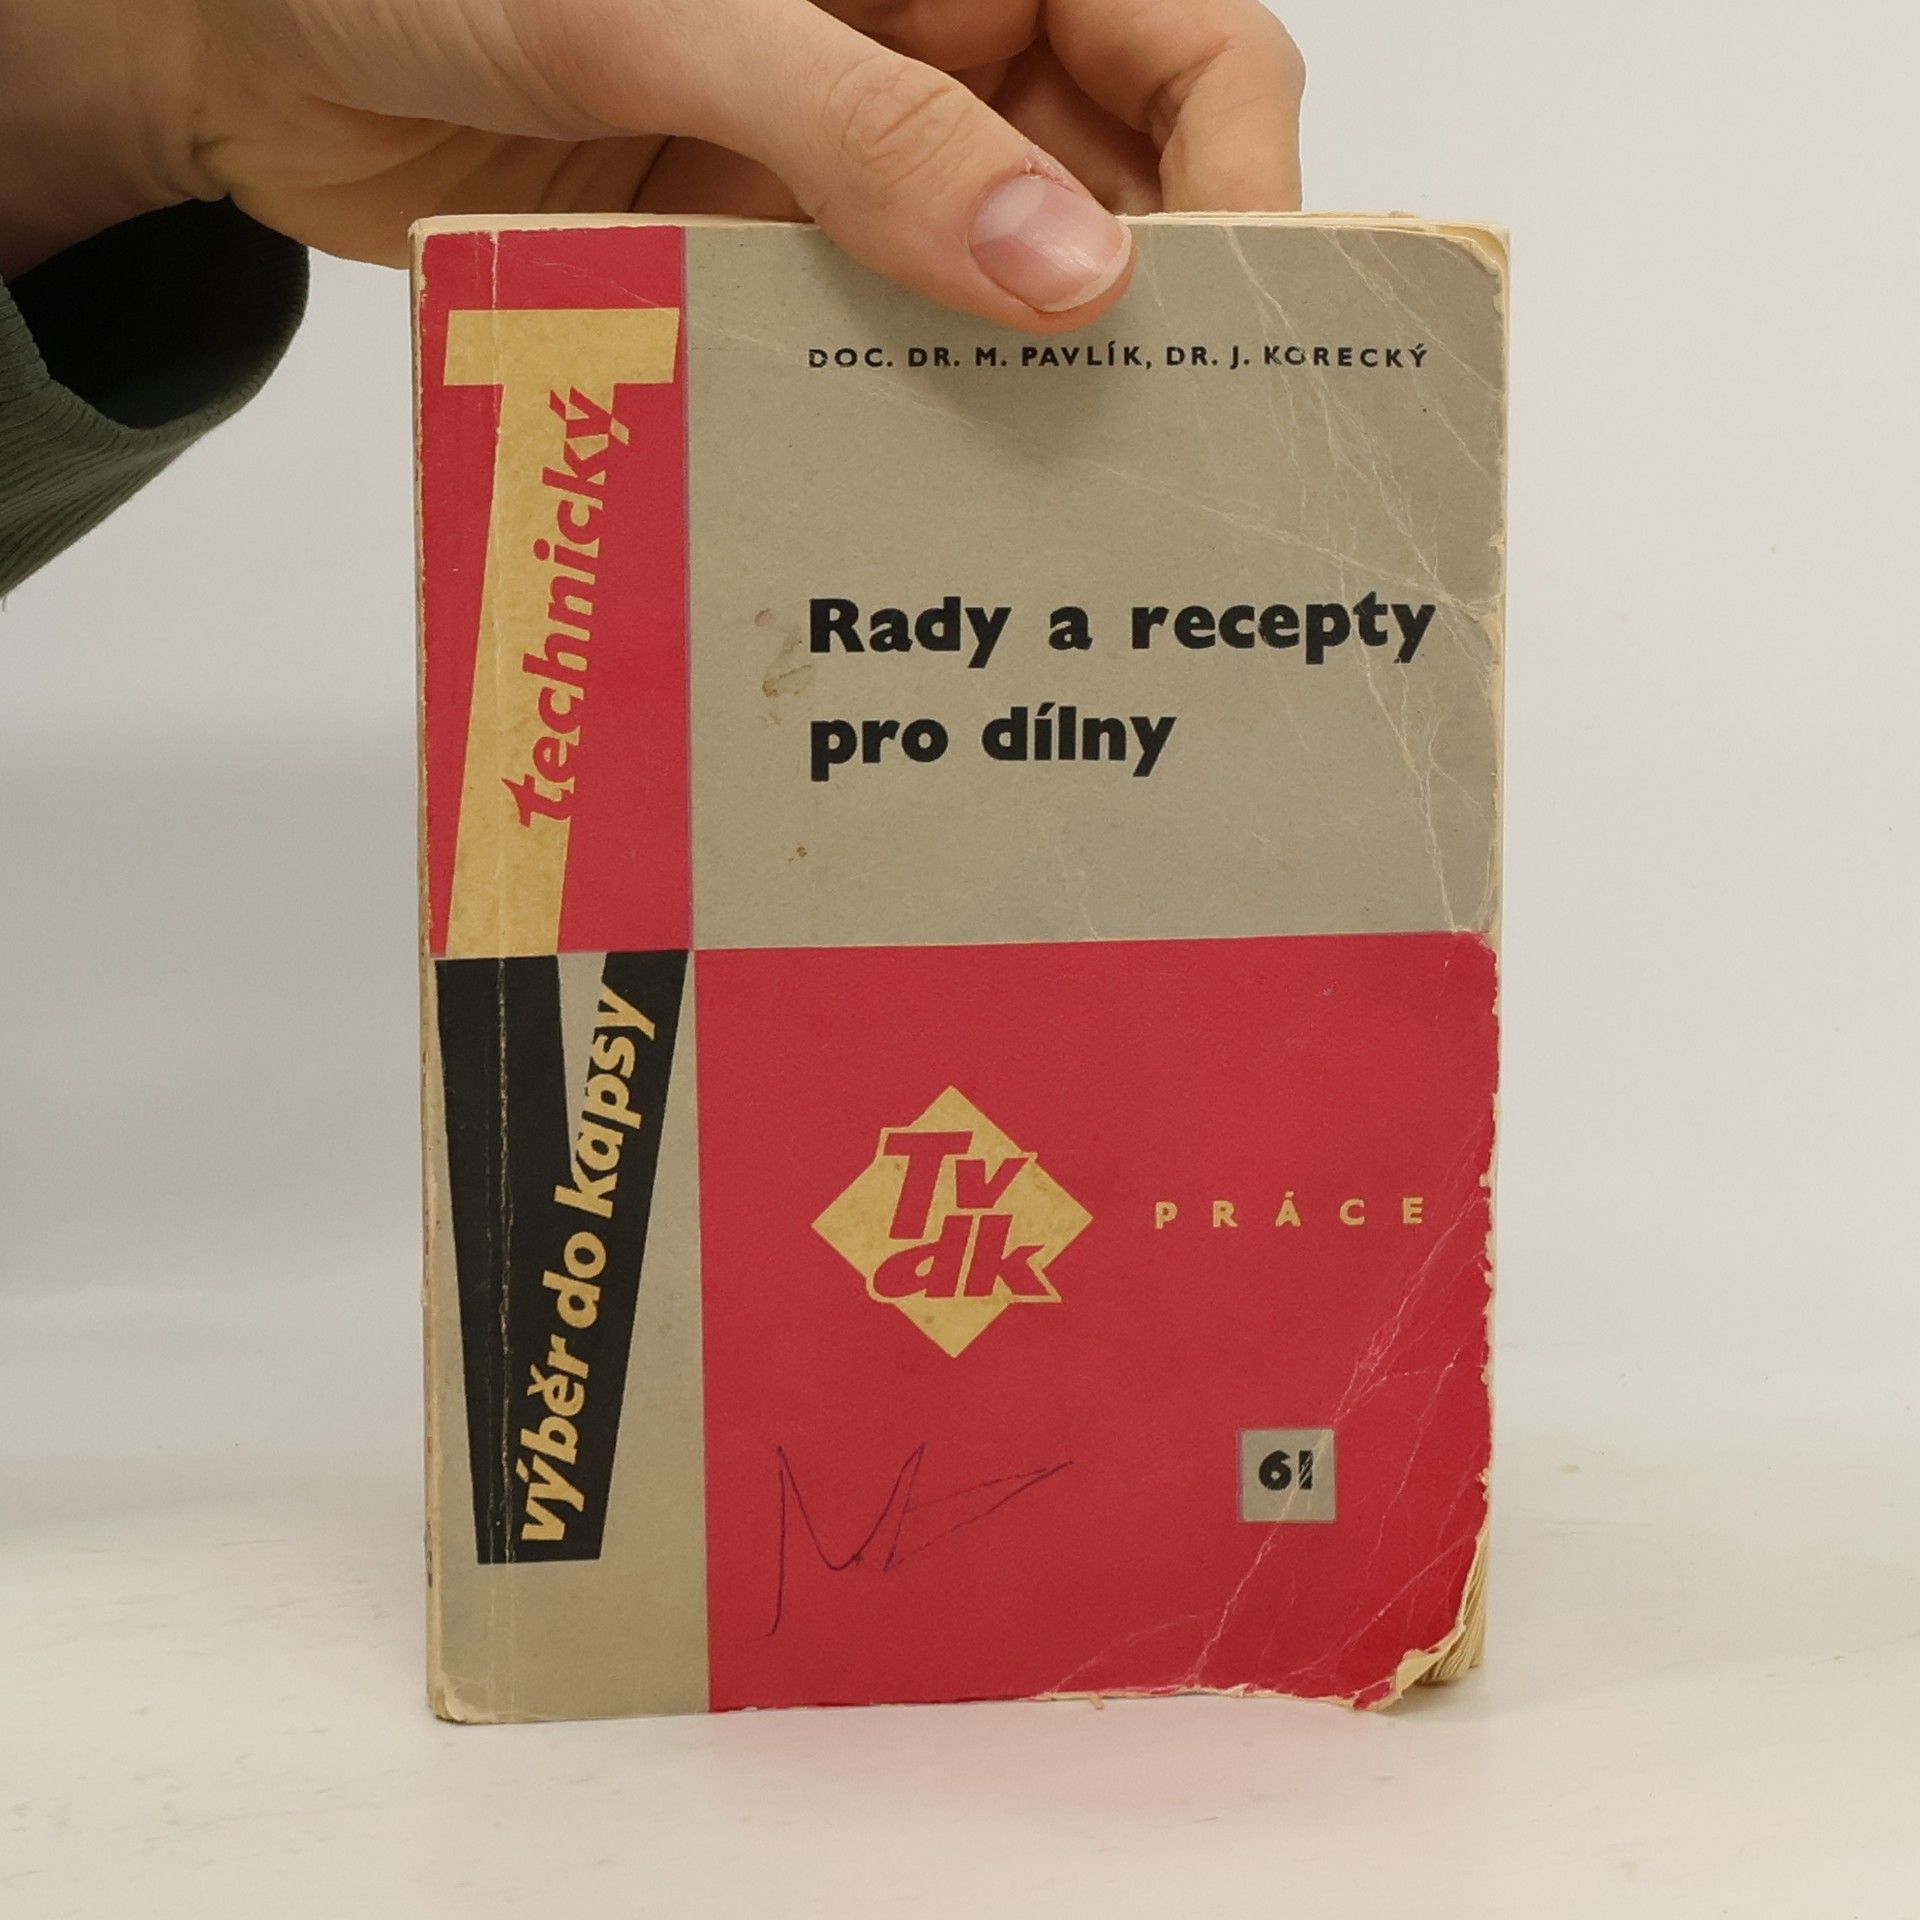 DOC. DR. M. PAVLÍK, DR. J. KORECKÝ
Technický
výběr do kapsy
Rady a recepty
pro dílny
Tv
dk
PRÁCE
61